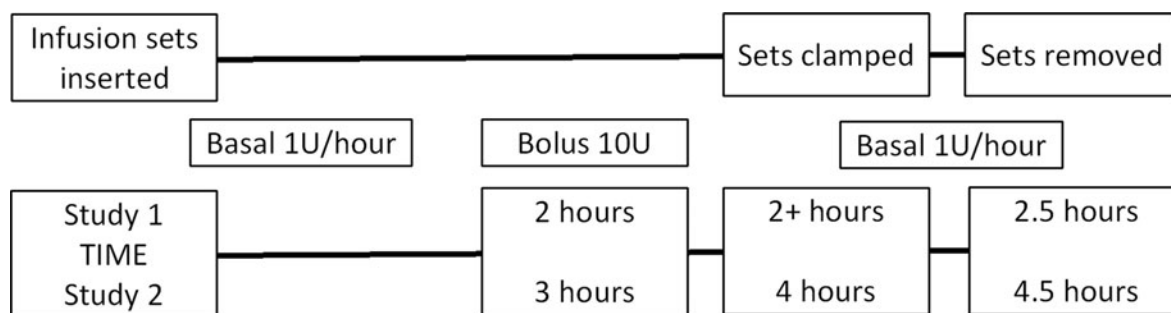 Infusion sets
inserted
Sets clamped
Sets removed
Basal 1U/hour
Bolus 10U
Basal 1U/hour
Study 1
TIME
Study 2
2 hours
3 hours
2+ hours
4 hours
2.5 hours
4.5 hours